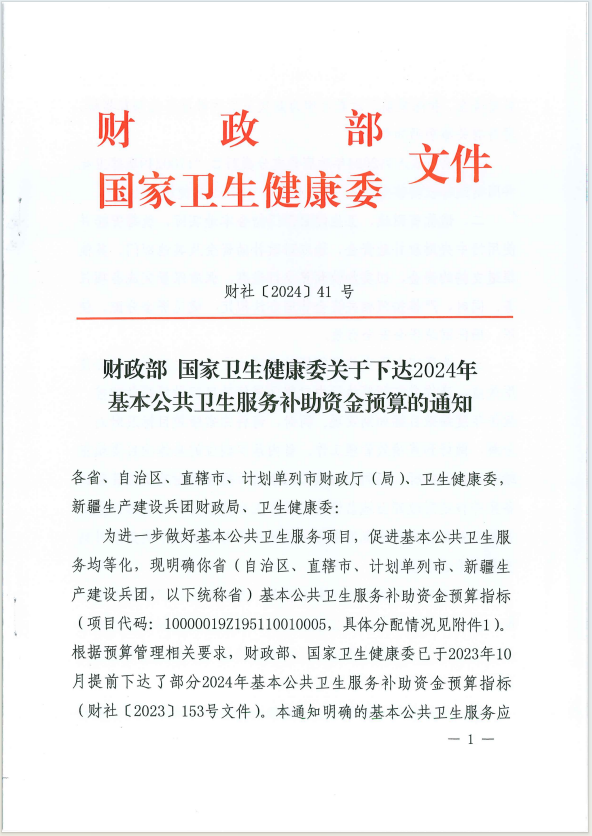 财政部
国家卫生健康委
文件
财社〔2024〕41 号
财政部 国家卫生健康委关于下达2024年
基本公共卫生服务补助资金预算的通知
各省、自治区、直辖市、计划单列市财政厅（局）、卫生健康委，
新疆生产建设兵团财政局、卫生健康委：
为进一步做好基本公共卫生服务项目，促进基本公共卫生服
务均等化，现明确你省（自治区、直辖市、计划单列市、新疆生
产建设兵团，以下统称省）基本公共卫生服务补助资金预算指标
（项目代码：10000019Z195110010005，具体分配情况见附件1）。
根据预算管理相关要求，财政部、国家卫生健康委已于2023年10
月提前下达了部分2024年基本公共卫生服务补助资金预算指标
（财社〔2023〕153号文件）。本通知明确的基本公共卫生服务应
— 1 —